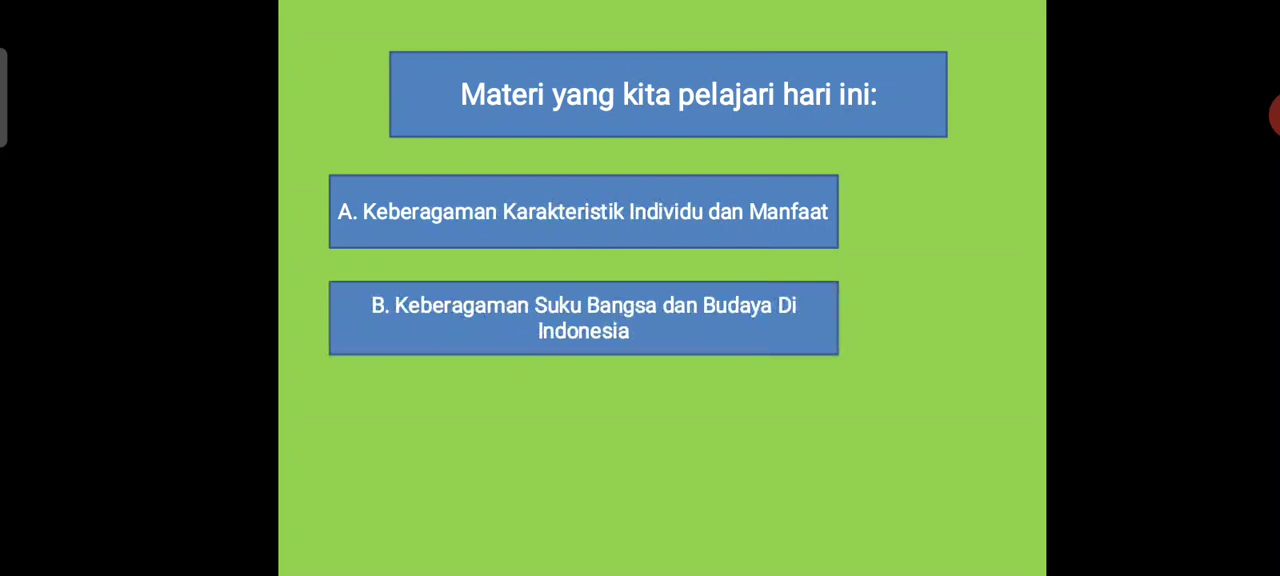 Materi yang kita pelajari hari ini:
A. Keberagaman Karakteristik Individu dan Manfaat
B. Keberagaman Suku Bangsa dan Budaya Di
Indonesia